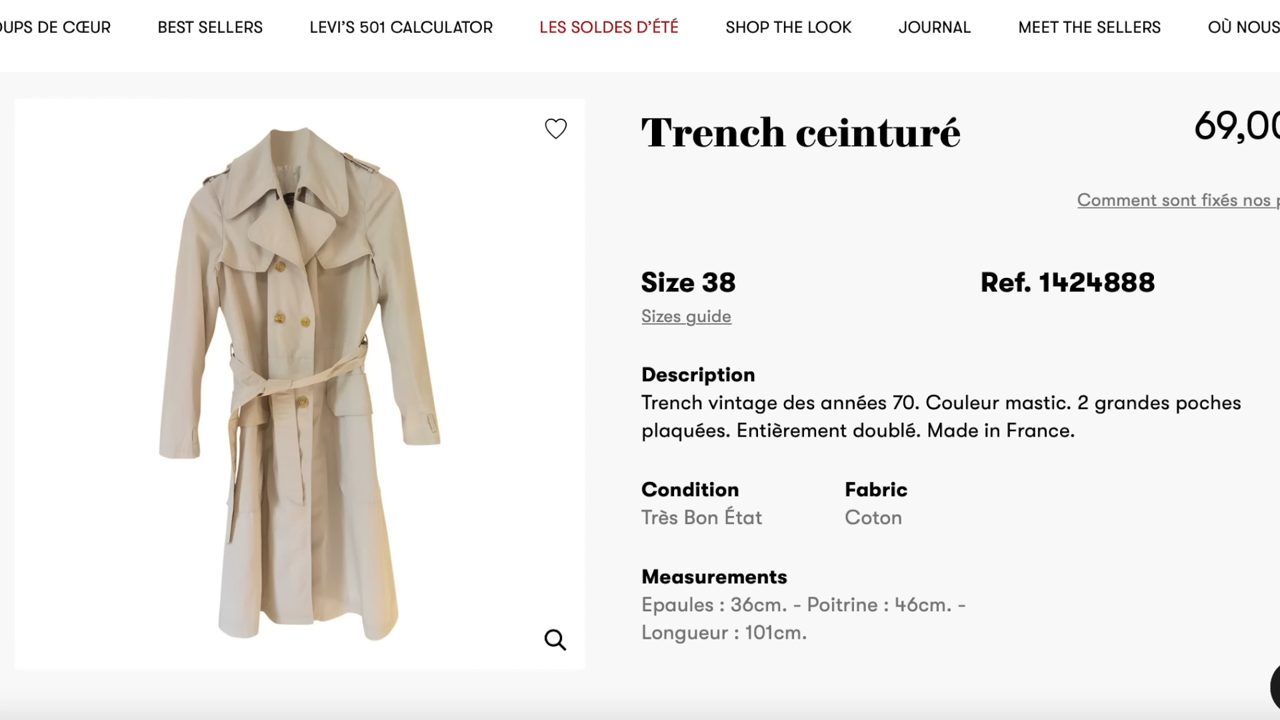 BEST SELLERS LEVI'S 501 CALCULATOR LES SOLDES D'ÉTÉ SHOP THE LOOK JOURNAL MEET THE SELLERS OÙ NOUS
Trench ceinturé
69,00
Comment sont fixés nos
Size 38
Ref. 1424888
Sizes guide
Description
Trench vintage des années 70. Couleur mastic. 2 grandes poches
plaquées. Entièrement doublé. Made in France.
Condition
Fabric
Très Bon État
Coton
Measurements
Epaules : 36cm. - Poitrine : 46cm. -
Longueur : 101cm.